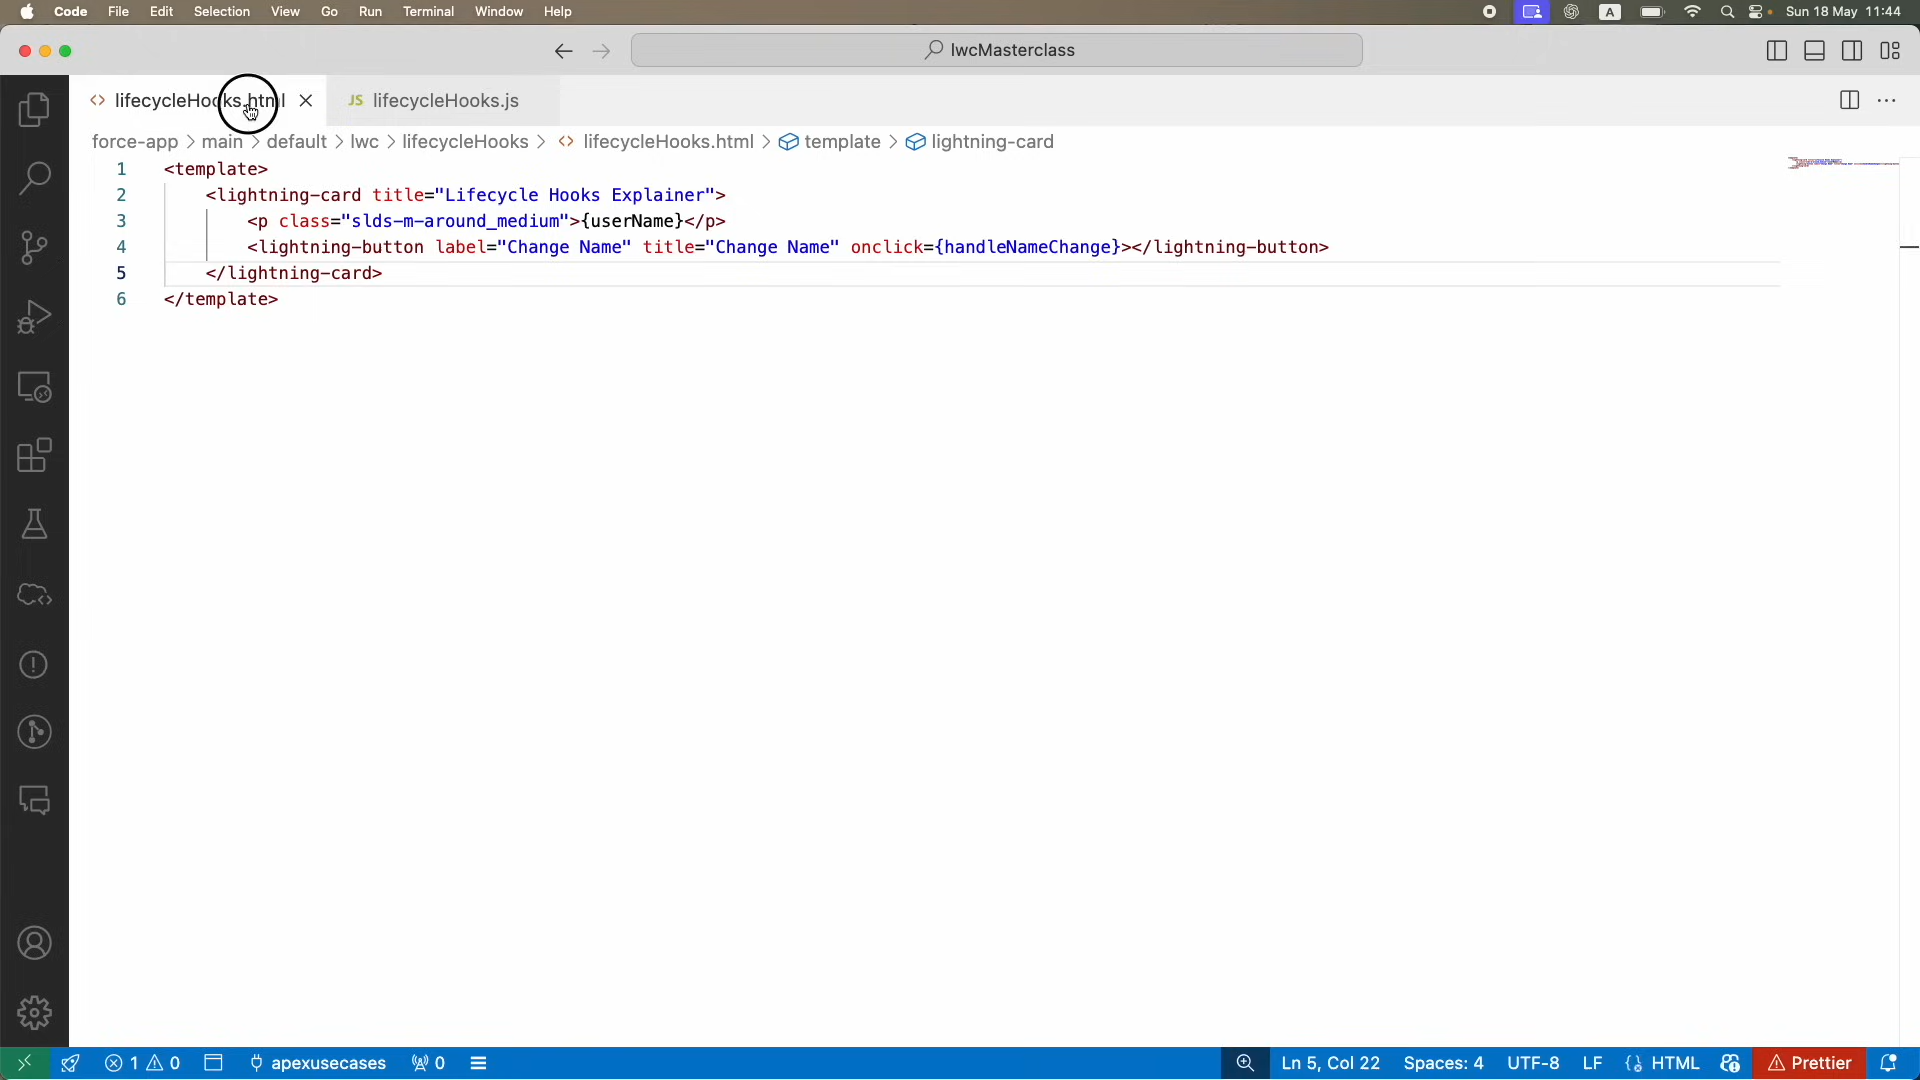 Code File Edit Selection View Go Run Terminal Window Help A Sun 18 May 11:44
lwcMasterclass
lifecycleHooks.html JS lifecycleHooks.js
force-app > main > default > lwc > lifecycleHooks > lifecycleHooks.html > template > lightning-card
1 <template>
2 <lightning-card title="Lifecycle Hooks Explainer">
3 <p class="slds-m-around_medium">{userName}</p>
4 <lightning-button label="Change Name" title="Change Name" onclick={handleNameChange}></lightning-button>
5 </lightning-card>
6 </template>
1 0 apexusecases 0 Ln 5, Col 22 Spaces: 4 UTF-8 LF HTML Prettier